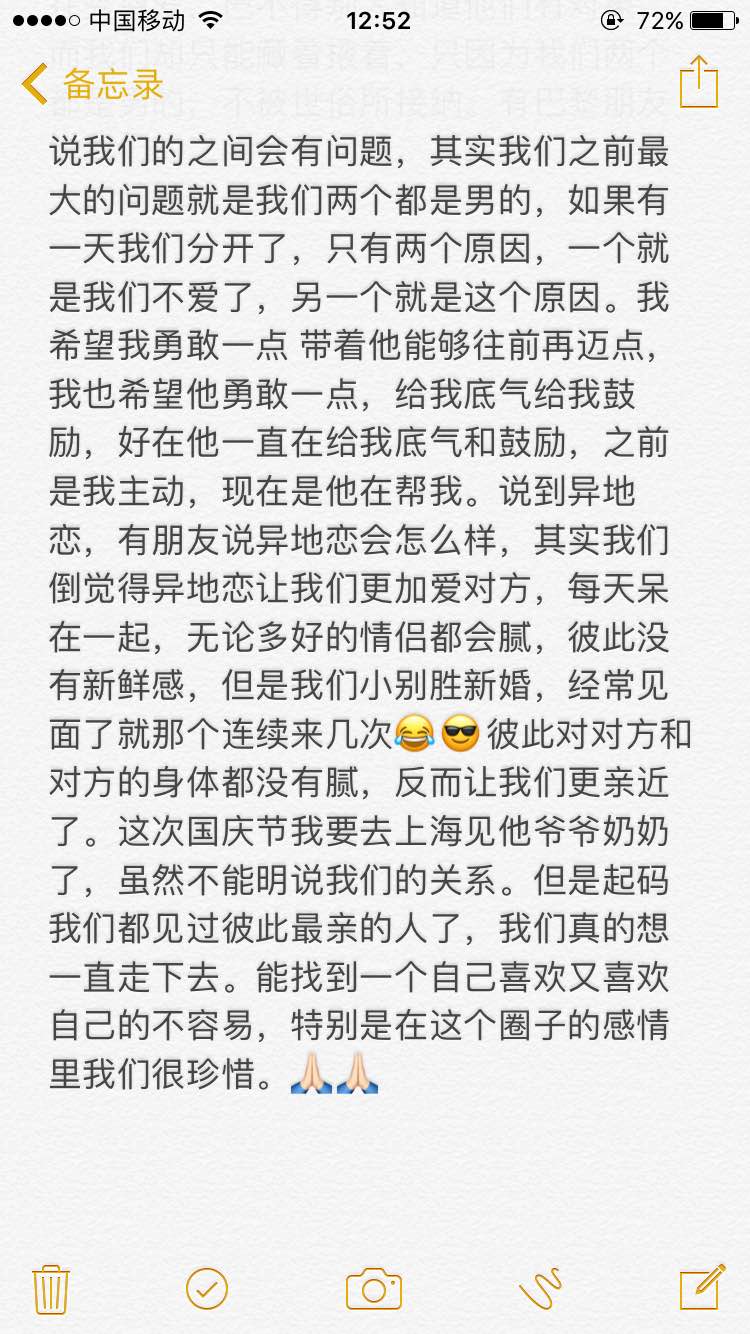 中国移动 12:52 72%
备忘录
说我们的之间会有问题，其实我们之前最
大的问题就是我们两个都是男的，如果有
一天我们分开了，只有两个原因，一个就
是我们不爱了，另一个就是这个原因。我
希望我勇敢一点 带着他能够往前再迈点，
我也希望他勇敢一点，给我底气给我鼓
励，好在他一直在给我底气和鼓励，之前
是我主动，现在是他在帮我。说到异地
恋，有朋友说异地恋会怎么样，其实我们
倒觉得异地恋让我们更加爱对方，每天呆
在一起，无论多好的情侣都会腻，彼此没
有新鲜感，但是我们小别胜新婚，经常见
面了就那个连续来几次😂😎彼此对对方和
对方的身体都没有腻，反而让我们更亲近
了。这次国庆节我要去上海见他爷爷奶奶
了，虽然不能明说我们的关系。但是起码
我们都见过彼此最亲的人了，我们真的想
一直走下去。能找到一个自己喜欢又喜欢
自己的不容易，特别是在这个圈子的感情
里我们很珍惜。🙏🏻🙏🏻